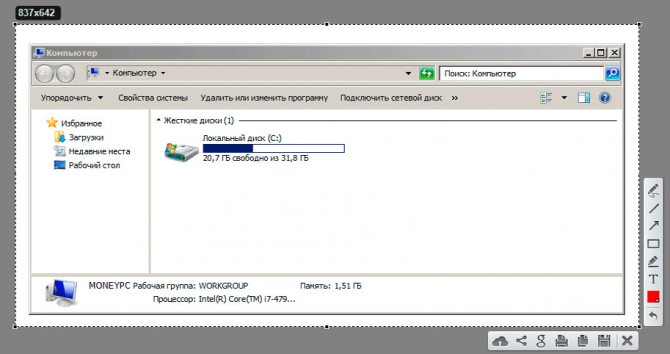 837x642
Компьютер
Компьютер
Поиск: Компьютер
Упорядочить Свойства системы Удалить или изменить программу Подключить сетевой диск »
Избранное
Загрузки
Недавние места
Рабочий стол
Жесткие диски (1)
Локальный диск (C:)
20,7 ГБ свободно из 31,8 ГБ
MONEYPC Рабочая группа: WORKGROUP Память: 1,51 ГБ
Процессор: Intel(R) Core(TM) i7-479...
T
g